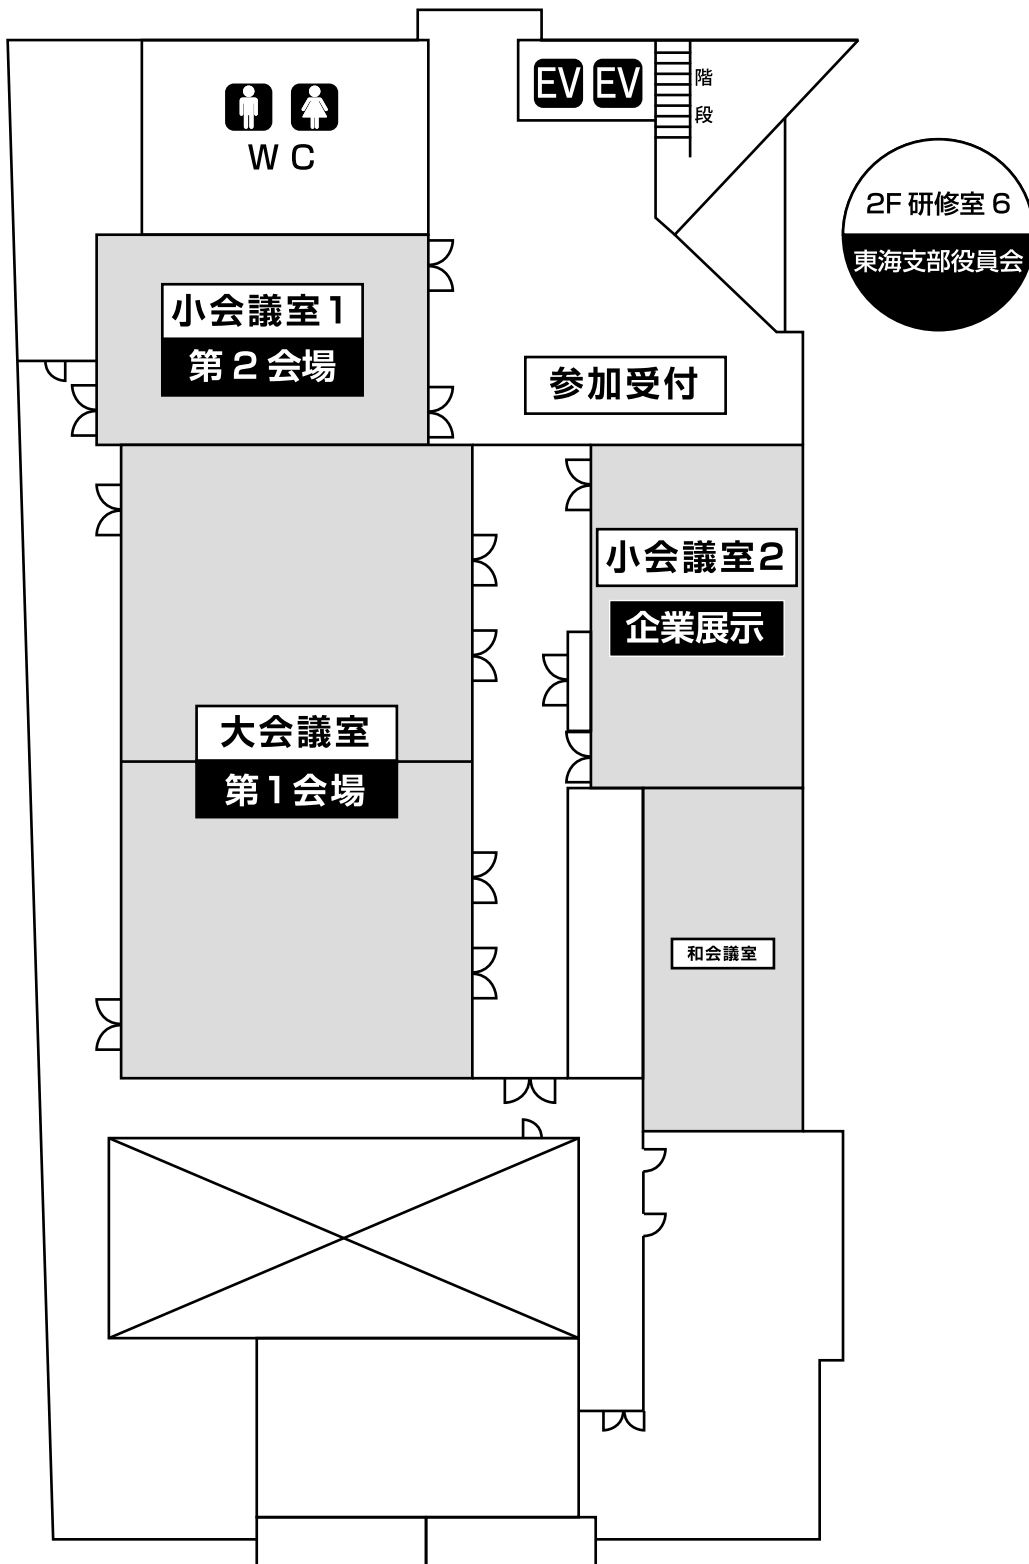 EV EV
階
段
WC
2F 研修室 6
東海支部役員会
小会議室1
第2会場
参加受付
小会議室2
企業展示
大会議室
第1会場
和会議室